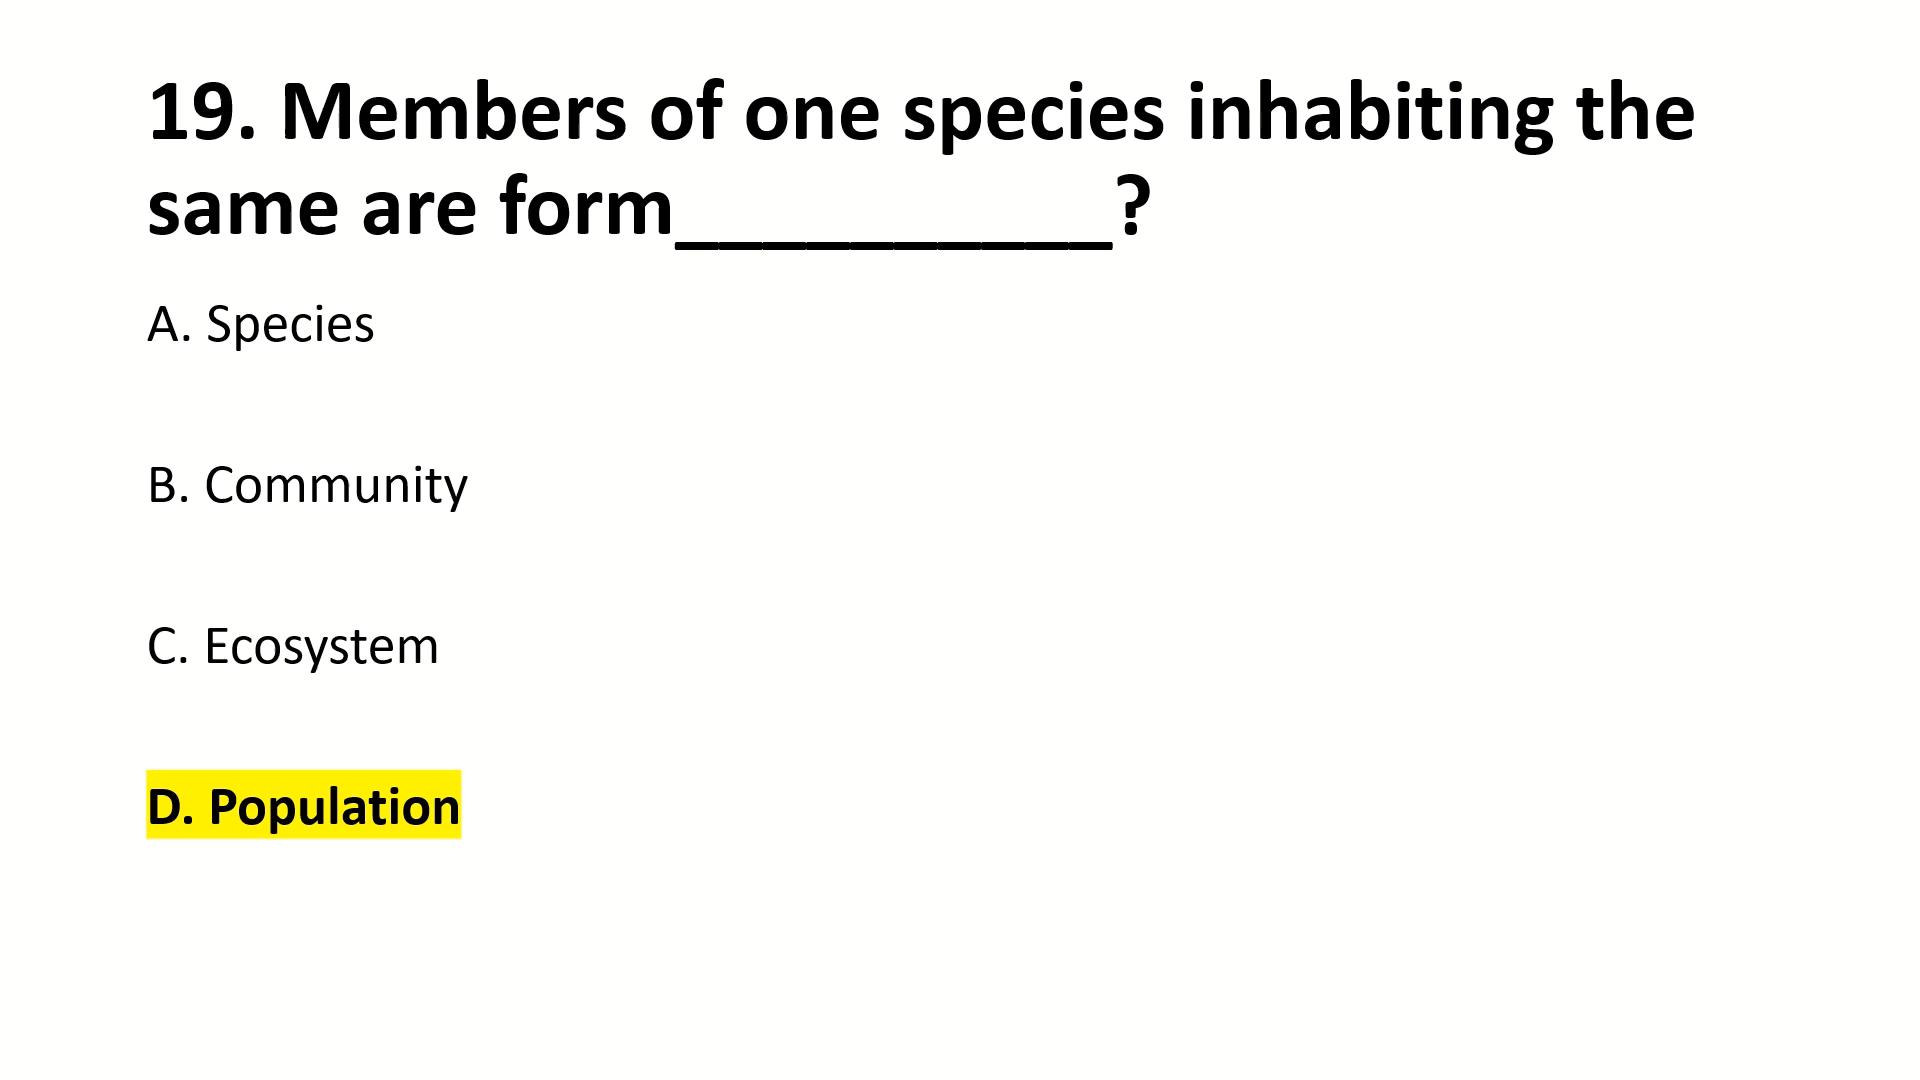 19. Members of one species inhabiting the
same are form__________?
A. Species
B. Community
C. Ecosystem
D. Population